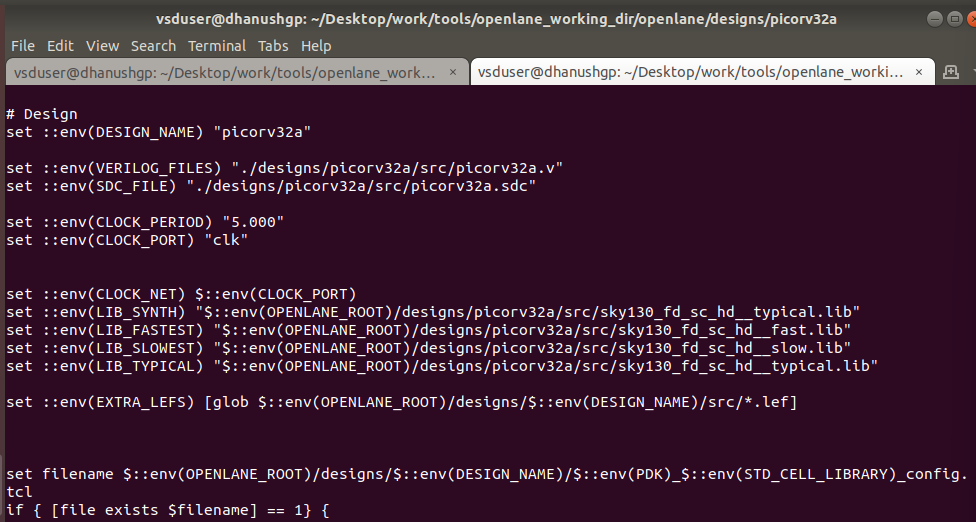 vsduser@dhanushgp: ~/Desktop/work/tools/openlane_working_dir/openlane/designs/picorv32a
File Edit View Search Terminal Tabs Help
vsduser@dhanushgp: ~/Desktop/work/tools/openlane_work... × vsduser@dhanushgp: ~/Desktop/work/tools/openlane_worki... ×
# Design
set ::env(DESIGN_NAME) "picorv32a"
set ::env(VERILOG_FILES) "./designs/picorv32a/src/picorv32a.v"
set ::env(SDC_FILE) "./designs/picorv32a/src/picorv32a.sdc"
set ::env(CLOCK_PERIOD) "5.000"
set ::env(CLOCK_PORT) "clk"
set ::env(CLOCK_NET) $::env(CLOCK_PORT)
set ::env(LIB_SYNTH) "$::env(OPENLANE_ROOT)/designs/picorv32a/src/sky130_fd_sc_hd__typical.lib"
set ::env(LIB_FASTEST) "$::env(OPENLANE_ROOT)/designs/picorv32a/src/sky130_fd_sc_hd__fast.lib"
set ::env(LIB_SLOWEST) "$::env(OPENLANE_ROOT)/designs/picorv32a/src/sky130_fd_sc_hd__slow.lib"
set ::env(LIB_TYPICAL) "$::env(OPENLANE_ROOT)/designs/picorv32a/src/sky130_fd_sc_hd__typical.lib"
set ::env(EXTRA_LEFS) [glob $::env(OPENLANE_ROOT)/designs/$::env(DESIGN_NAME)/src/*.lef]
set filename $::env(OPENLANE_ROOT)/designs/$::env(DESIGN_NAME)/$::env(PDK)_$::env(STD_CELL_LIBRARY)_config.
tcl
if { [file exists $filename] == 1} {